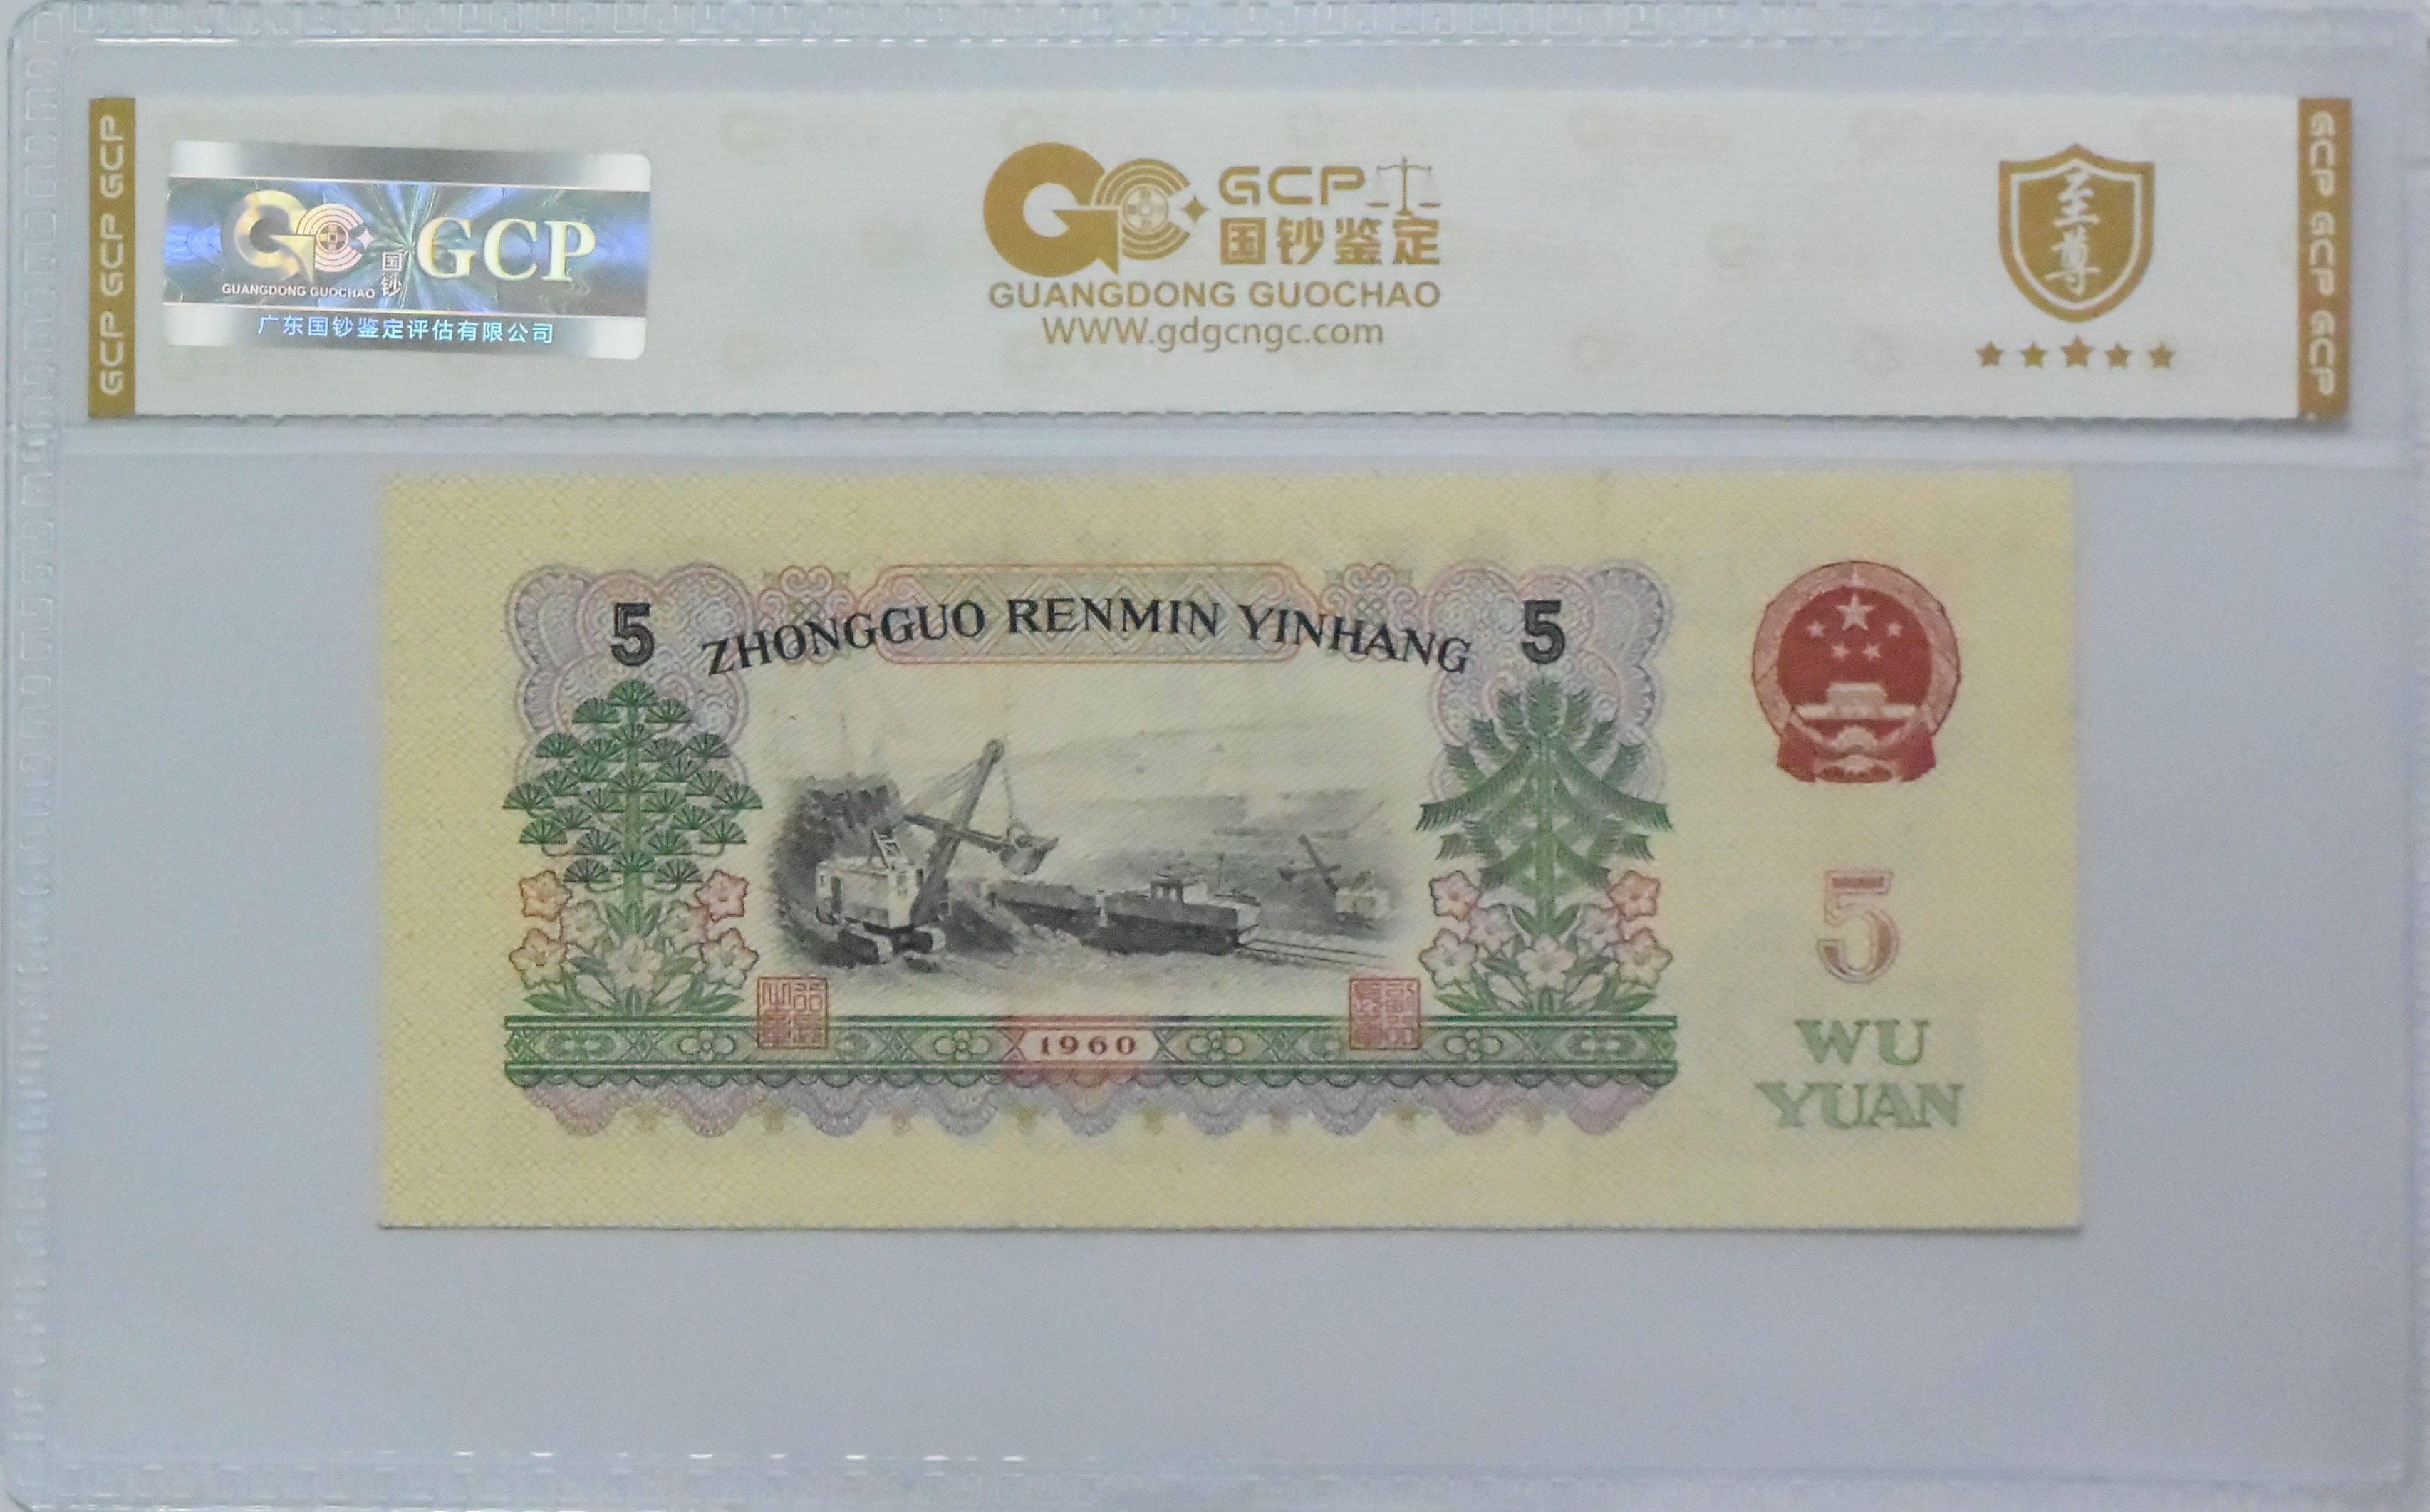 GCP GCP GCP
国钞
GCP
GUANGDONG GUOCHAO
广东国钞鉴定评估有限公司
GCP
国钞鉴定
GUANGDONG GUOCHAO
WWW.gdgcngc.com
至尊
GCP GCP GCP
5 ZHONGGUO RENMIN YINHANG 5
1960
5
WU
YUAN